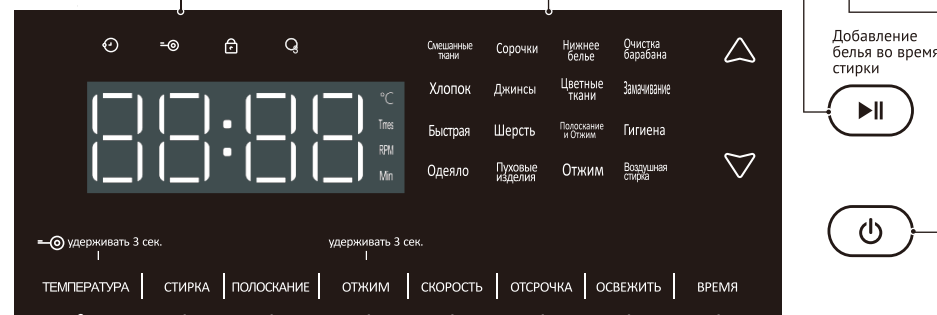 Добавление
белья во время
стирки
Смешанные
ткани
Сорочки
Нижнее
белье
Очистка
барабана
Хлопок
Джинсы
Цветные
ткани
Замачивание
Быстрая
Шерсть
Полоскание
и Отжим
Гигиена
Одеяло
Пуховые
изделия
Отжим
Воздушная
стирка
88:88
°C
Tmes
RPM
Min
удерживать 3 сек.
удерживать 3 сек.
ТЕМПЕРАТУРА СТИРКА ПОЛОСКАНИЕ ОТЖИМ СКОРОСТЬ ОТСРОЧКА ОСВЕЖИТЬ ВРЕМЯ